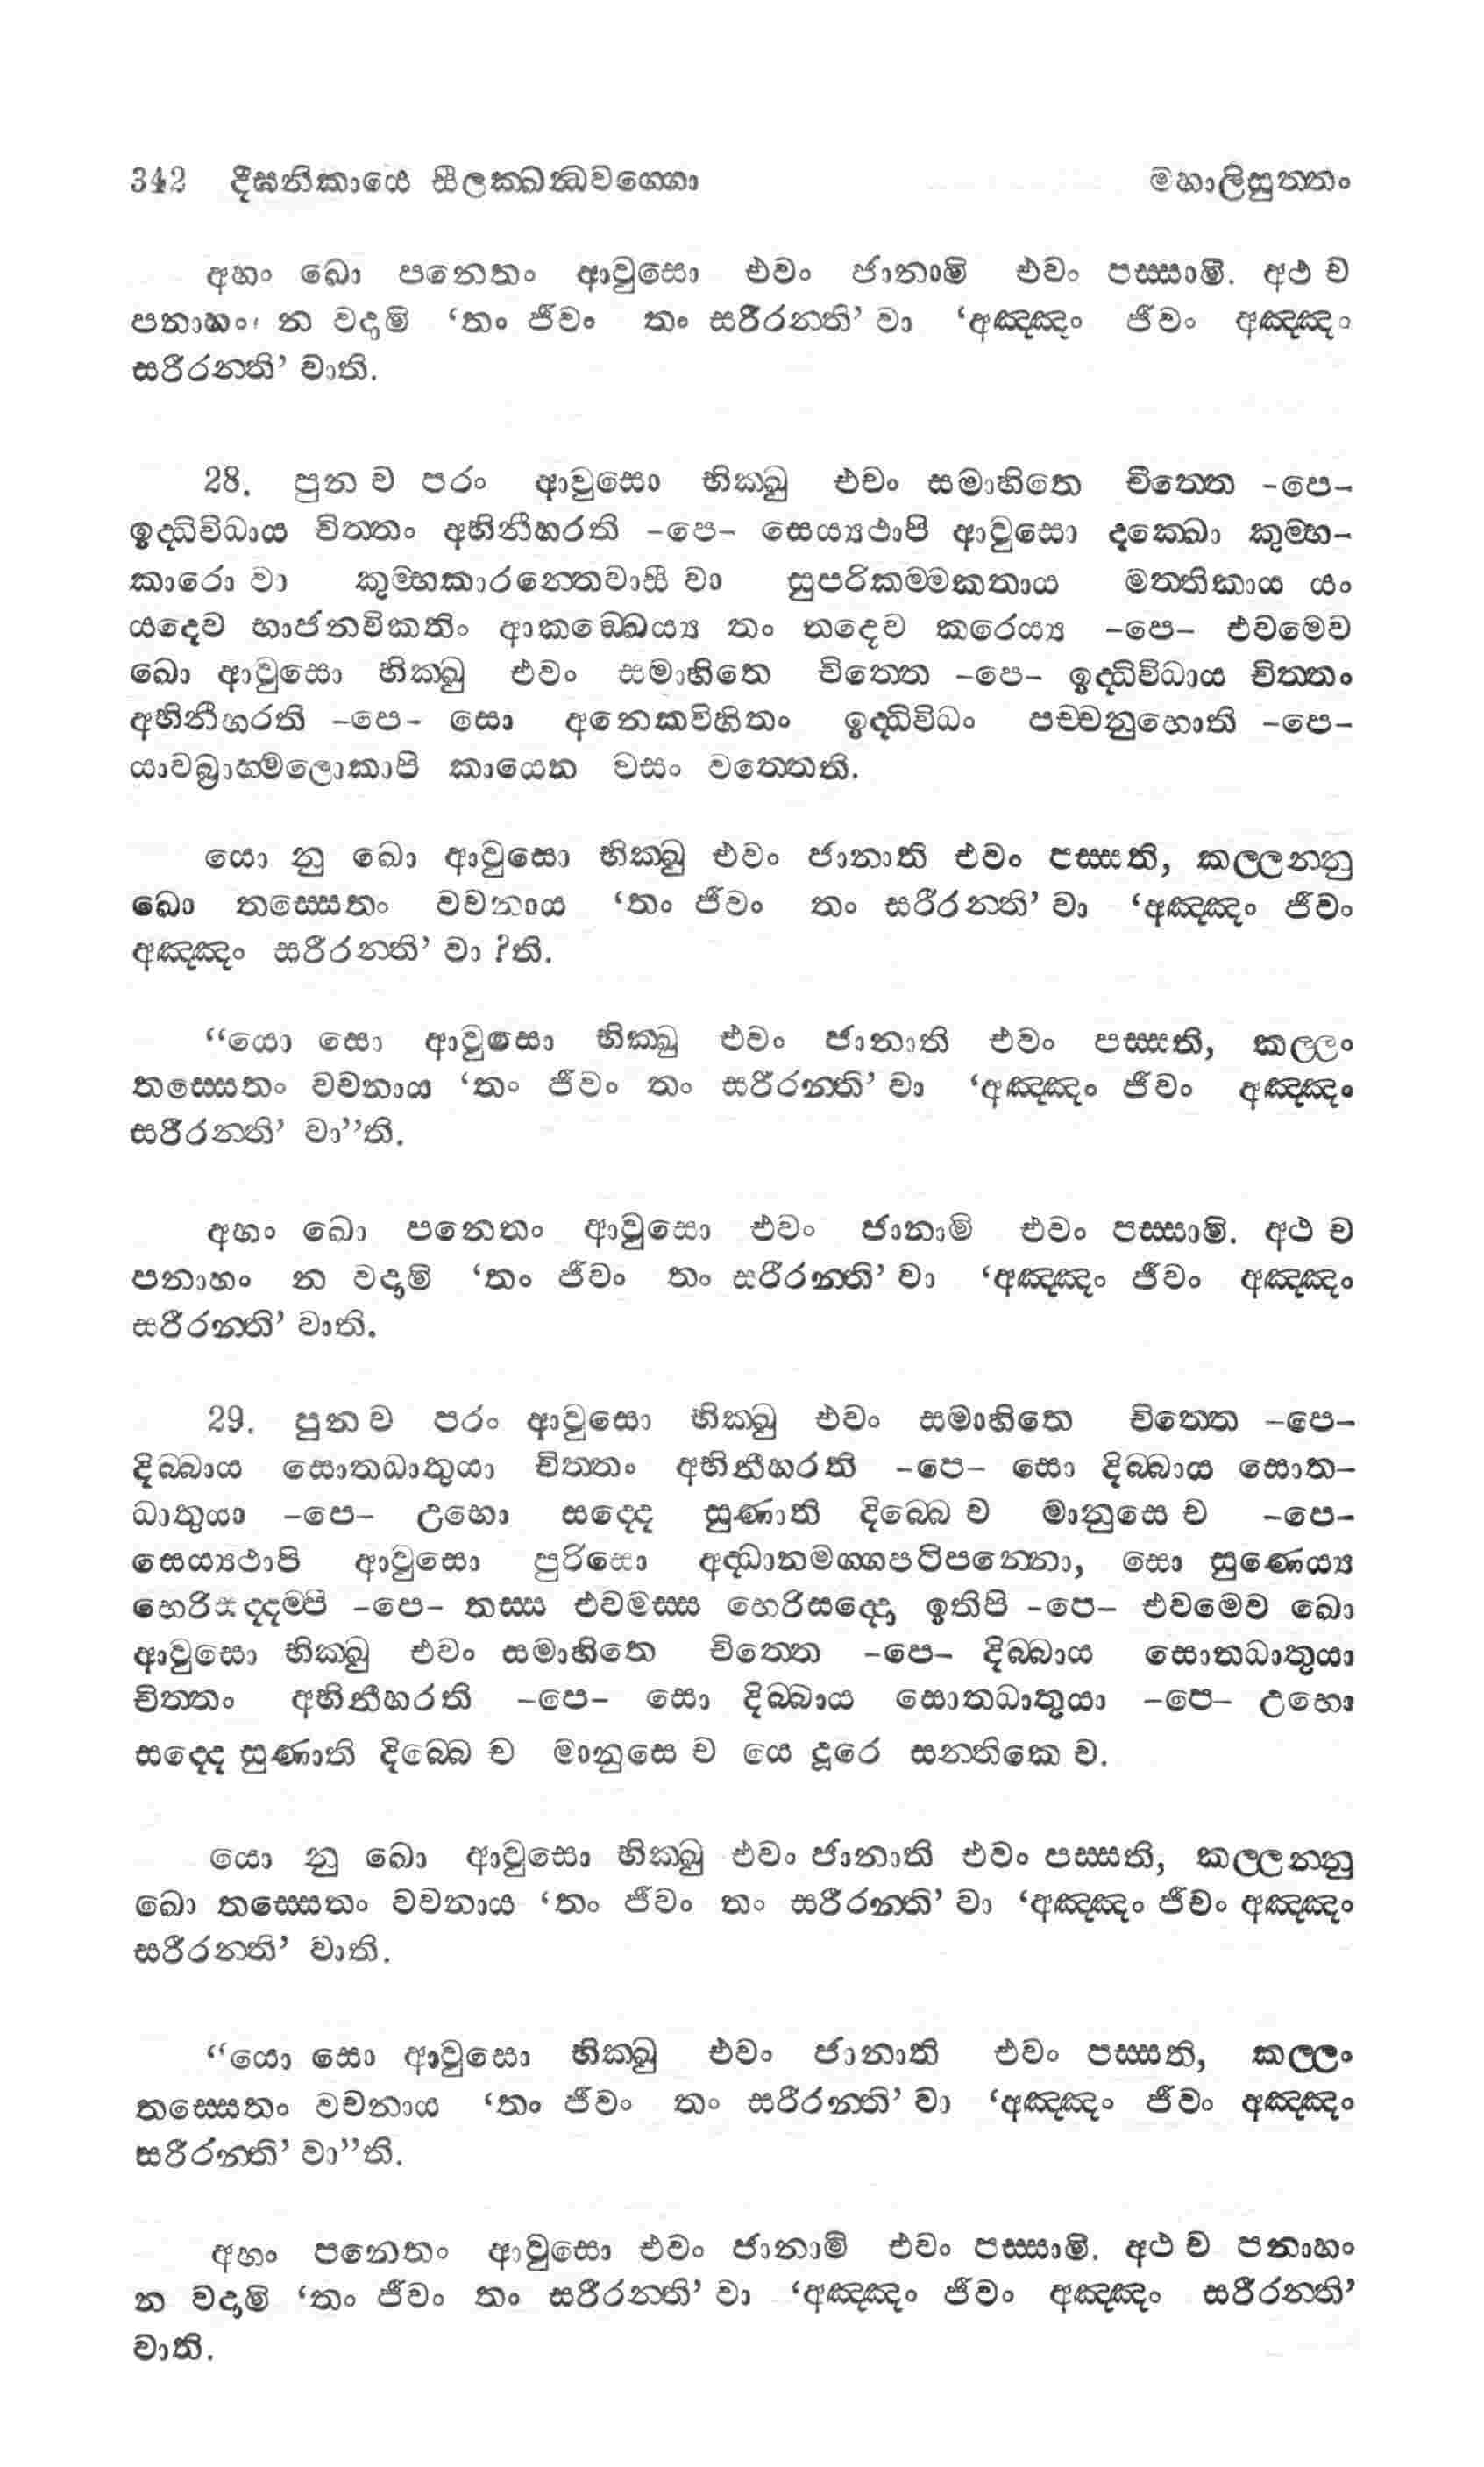 342 දීඝනිකායෙ සීලක්ඛන්ධවග්ගො මහාලිසුත්තං
අහං ඛො පනෙතං ආවුසො එවං ජානාමි එවං පස්සාමි. අථ ච
පනාහං න වදාමි ‘තං ජීවං තං සරීරන්ති’ වා ‘අඤ්ඤං ජීවං අඤ්ඤං
සරීරන්ති’ වාති.
28. පුන ච පරං ආවුසො භික්ඛු එවං සමාහිතෙ චිත්තෙ -පෙ-
ඉද්ධිවිධාය චිත්තං අභිනීහරති -පෙ- සෙය්‍යථාපි ආවුසො දක්ඛො කුම්භ-
කාරො වා කුම්භකාරන්තෙවාසී වා සුපරිකම්මකතාය මත්තිකාය යං
යදෙව භාජනවිකතිං ආකඞ්ඛෙය්‍ය තං තදෙව කරෙය්‍ය -පෙ- එවමෙව
ඛො ආවුසො භික්ඛු එවං සමාහිතෙ චිත්තෙ -පෙ- ඉද්ධිවිධාය චිත්තං
අභිනීහරති -පෙ- සො අනෙකවිහිතං ඉද්ධිවිධං පච්චනුහොති -පෙ-
යාවබ්‍රාහ්මලොකාපි කායෙන වසං වත්තෙති.
යො නු ඛො ආවුසො භික්ඛු එවං ජානාති එවං පස්සති, කල්ලන්නු
ඛො තස්සෙතං වචනාය ‘තං ජීවං තං සරීරන්ති’ වා ‘අඤ්ඤං ජීවං
අඤ්ඤං සරීරන්ති’ වා ?ති.
“යො සො ආවුසො භික්ඛු එවං ජානාති එවං පස්සති, කල්ලං
තස්සෙතං වචනාය ‘තං ජීවං තං සරීරන්ති’ වා ‘අඤ්ඤං ජීවං අඤ්ඤං
සරීරන්ති’ වා”ති.
අහං ඛො පනෙතං ආවුසො එවං ජානාමි එවං පස්සාමි. අථ ච
පනාහං න වදාමි ‘තං ජීවං තං සරීරන්ති’ වා ‘අඤ්ඤං ජීවං අඤ්ඤං
සරීරන්ති’ වාති.
29. පුන ච පරං ආවුසො භික්ඛු එවං සමාහිතෙ චිත්තෙ -පෙ-
දිබ්බාය සොතධාතුයා චිත්තං අභිනීහරති -පෙ- සො දිබ්බාය සොත-
ධාතුයා -පෙ- උභො සද්දෙ සුණාති දිබ්බෙ ච මානුසෙ ච -පෙ-
සෙය්‍යථාපි ආවුසො පුරිසො අද්ධානමග්ගපටිපන්නො, සො සුණෙය්‍ය
භෙරිසද්දම්පි -පෙ- තස්ස එවමස්ස භෙරිසද්දො ඉතිපි -පෙ- එවමෙව ඛො
ආවුසො භික්ඛු එවං සමාහිතෙ චිත්තෙ -පෙ- දිබ්බාය සොතධාතුයා
චිත්තං අභිනීහරති -පෙ- සො දිබ්බාය සොතධාතුයා -පෙ- උභො
සද්දෙ සුණාති දිබ්බෙ ච මානුසෙ ච යෙ දූරෙ සන්තිකෙ ච.
යො නු ඛො ආවුසො භික්ඛු එවං ජානාති එවං පස්සති, කල්ලන්නු
ඛො තස්සෙතං වචනාය ‘තං ජීවං තං සරීරන්ති’ වා ‘අඤ්ඤං ජීවං අඤ්ඤං
සරීරන්ති’ වාති.
“යො සො ආවුසො භික්ඛු එවං ජානාති එවං පස්සති, කල්ලං
තස්සෙතං වචනාය ‘තං ජීවං තං සරීරන්ති’ වා ‘අඤ්ඤං ජීවං අඤ්ඤං
සරීරන්ති’ වා”ති.
අහං පනෙතං ආවුසො එවං ජානාමි එවං පස්සාමි. අථ ච පනාහං
න වදාමි ‘තං ජීවං තං සරීරන්ති’ වා ‘අඤ්ඤං ජීවං අඤ්ඤං සරීරන්ති’
වාති.